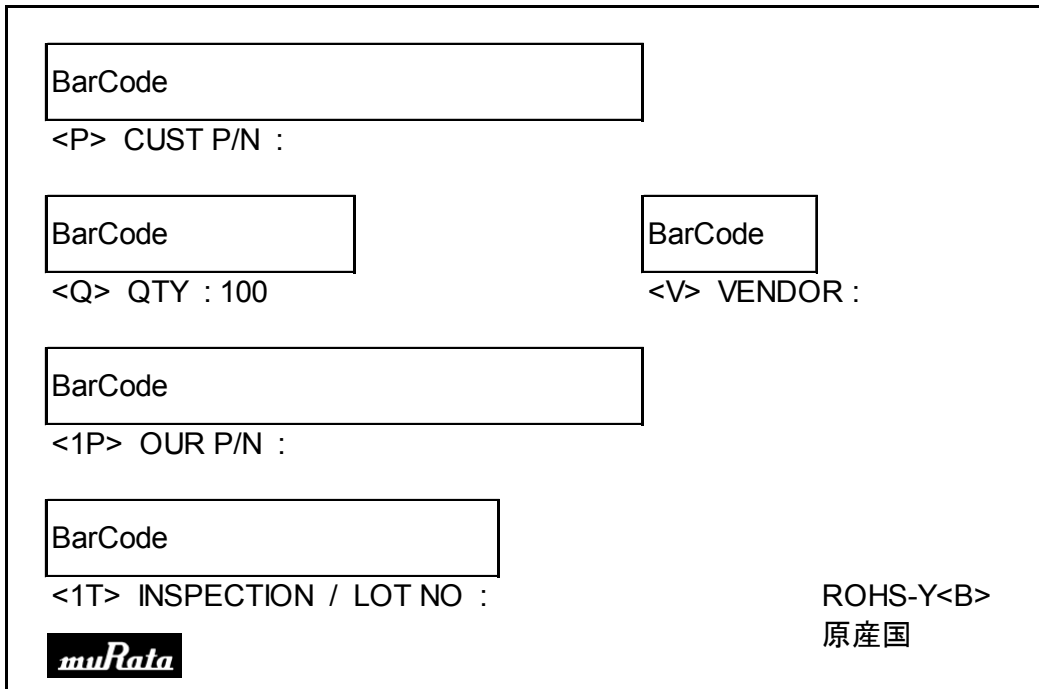 BarCode
<P> CUST P/N :
BarCode BarCode
<Q> QTY : 100 <V> VENDOR :
BarCode
<1P> OUR P/N :
BarCode
<1T> INSPECTION / LOT NO : ROHS-Y<B>
原産国
muRata